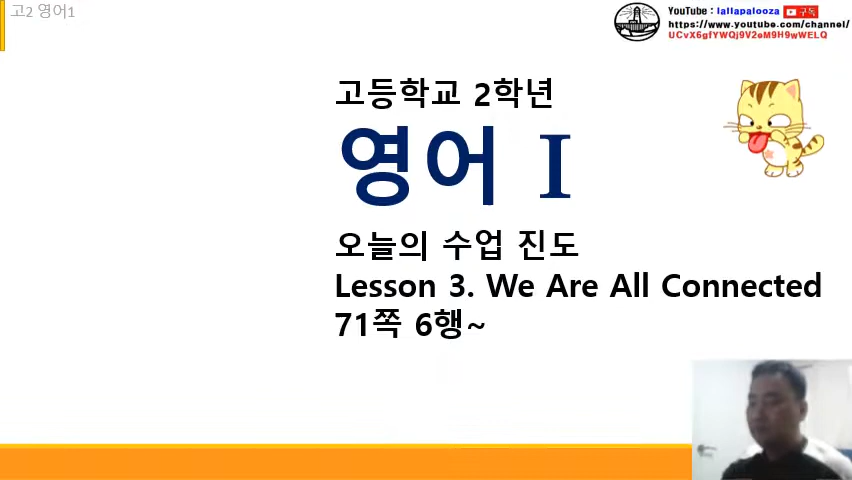 고2 영어1
YouTube : lallapalooza 구독
https://www.youtube.com/channel/
UCvX6gfYWQj9V2eM9H9wWELQ
고등학교 2학년
영어 I
오늘의 수업 진도
Lesson 3. We Are All Connected
71쪽 6행~